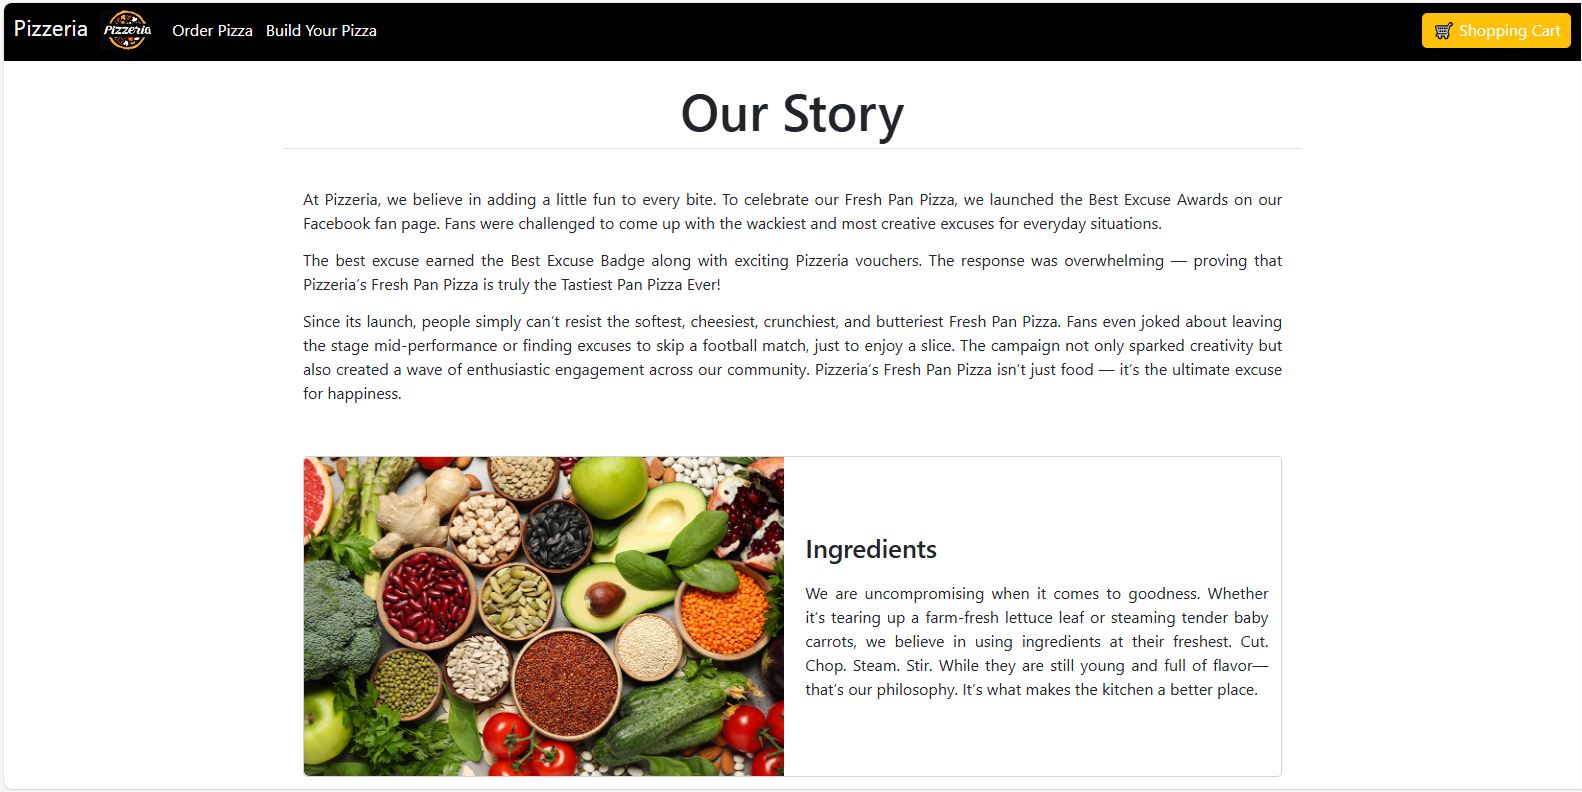 Pizzeria Pizzeria Order Pizza Build Your Pizza Shopping Cart
Our Story
At Pizzeria, we believe in adding a little fun to every bite. To celebrate our Fresh Pan Pizza, we launched the Best Excuse Awards on our
Facebook fan page. Fans were challenged to come up with the wackiest and most creative excuses for everyday situations.
The best excuse earned the Best Excuse Badge along with exciting Pizzeria vouchers. The response was overwhelming — proving that
Pizzeria’s Fresh Pan Pizza is truly the Tastiest Pan Pizza Ever!
Since its launch, people simply can’t resist the softest, cheesiest, crunchiest, and butteriest Fresh Pan Pizza. Fans even joked about leaving
the stage mid-performance or finding excuses to skip a football match, just to enjoy a slice. The campaign not only sparked creativity but
also created a wave of enthusiastic engagement across our community. Pizzeria’s Fresh Pan Pizza isn’t just food — it’s the ultimate excuse
for happiness.
Ingredients
We are uncompromising when it comes to goodness. Whether
it’s tearing up a farm-fresh lettuce leaf or steaming tender baby
carrots, we believe in using ingredients at their freshest. Cut.
Chop. Steam. Stir. While they are still young and full of flavor—
that’s our philosophy. It’s what makes the kitchen a better place.